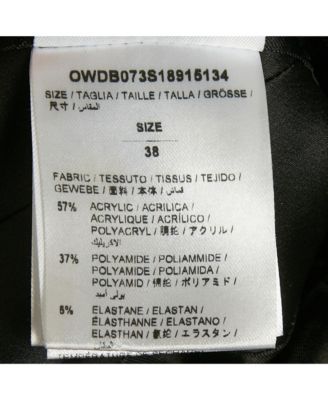 OWDB073S18915134
SIZE / TAGLIA / TAILLE / TALLA / GRÖSSE /
尺寸 / المقاس /
SIZE
38
FABRIC / TESSUTO / TISSUS / TEJIDO /
GEWEBE / 面料 / 本体 / قماش /
57% ACRYLIC / ACRILICA /
ACRYLIQUE / ACRÍLICO /
POLYACRYL / 腈纶 / アクリル /
الاكريليك
37% POLYAMIDE / POLIAMMIDE /
POLYAMIDE / POLIAMIDA /
POLYAMID / 锦纶 / ポリアミド /
بولي أميد
6% ELASTANE / ELASTAN /
ELASTHANNE / ELASTANO /
ELASTHAN / 氨纶 / エラスタン /